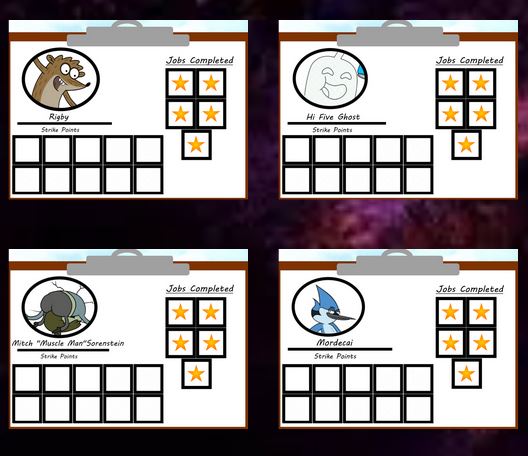 Jobs Completed
Rigby
Strike Points
Jobs Completed
Hi Five Ghost
Strike Points
Jobs Completed
Mitch "Muscle Man"Sorenstein
Strike Points
Jobs Completed
Mordecai
Strike Points